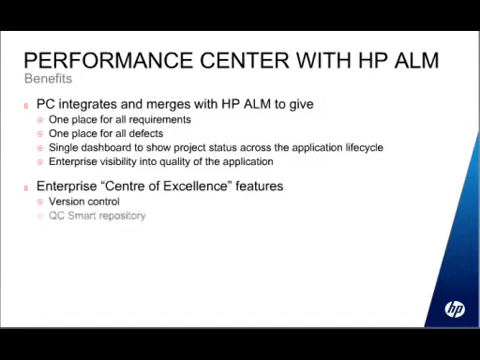 PERFORMANCE CENTER WITH HP ALM
Benefits
PC integrates and merges with HP ALM to give
One place for all requirements
One place for all defects
Single dashboard to show project status across the application lifecycle
Enterprise visibility into quality of the application
Enterprise “Centre of Excellence” features
Version control
QC Smart repository
hp